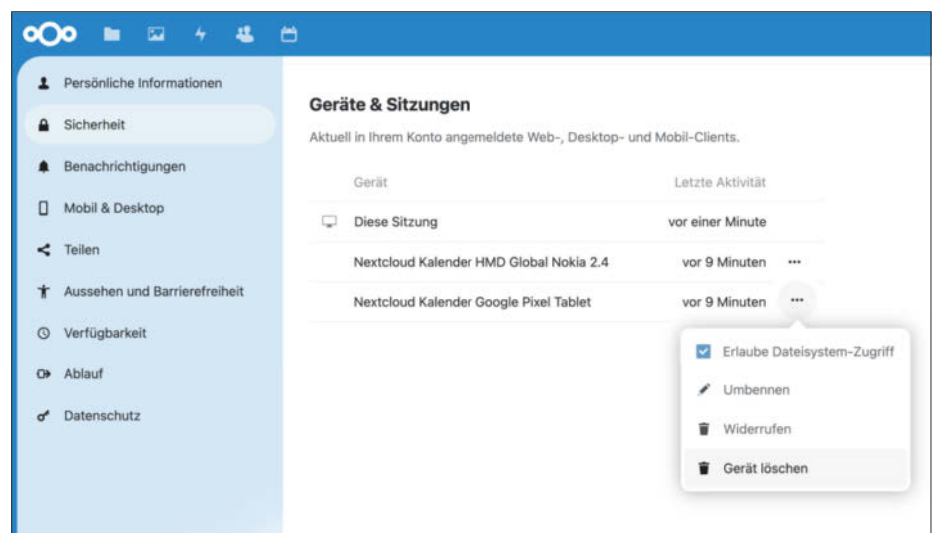 Persönliche Informationen
Sicherheit
Benachrichtigungen
Mobil & Desktop
Teilen
Aussehen und Barrierefreiheit
Verfügbarkeit
Ablauf
Datenschutz
Geräte & Sitzungen
Aktuell in Ihrem Konto angemeldete Web-, Desktop- und Mobil-Clients.
Gerät Letzte Aktivität
Diese Sitzung vor einer Minute
Nextcloud Kalender HMD Global Nokia 2.4 vor 9 Minuten
Nextcloud Kalender Google Pixel Tablet vor 9 Minuten
Erlaube Dateisystem-Zugriff
Umbennen
Widerrufen
Gerät löschen